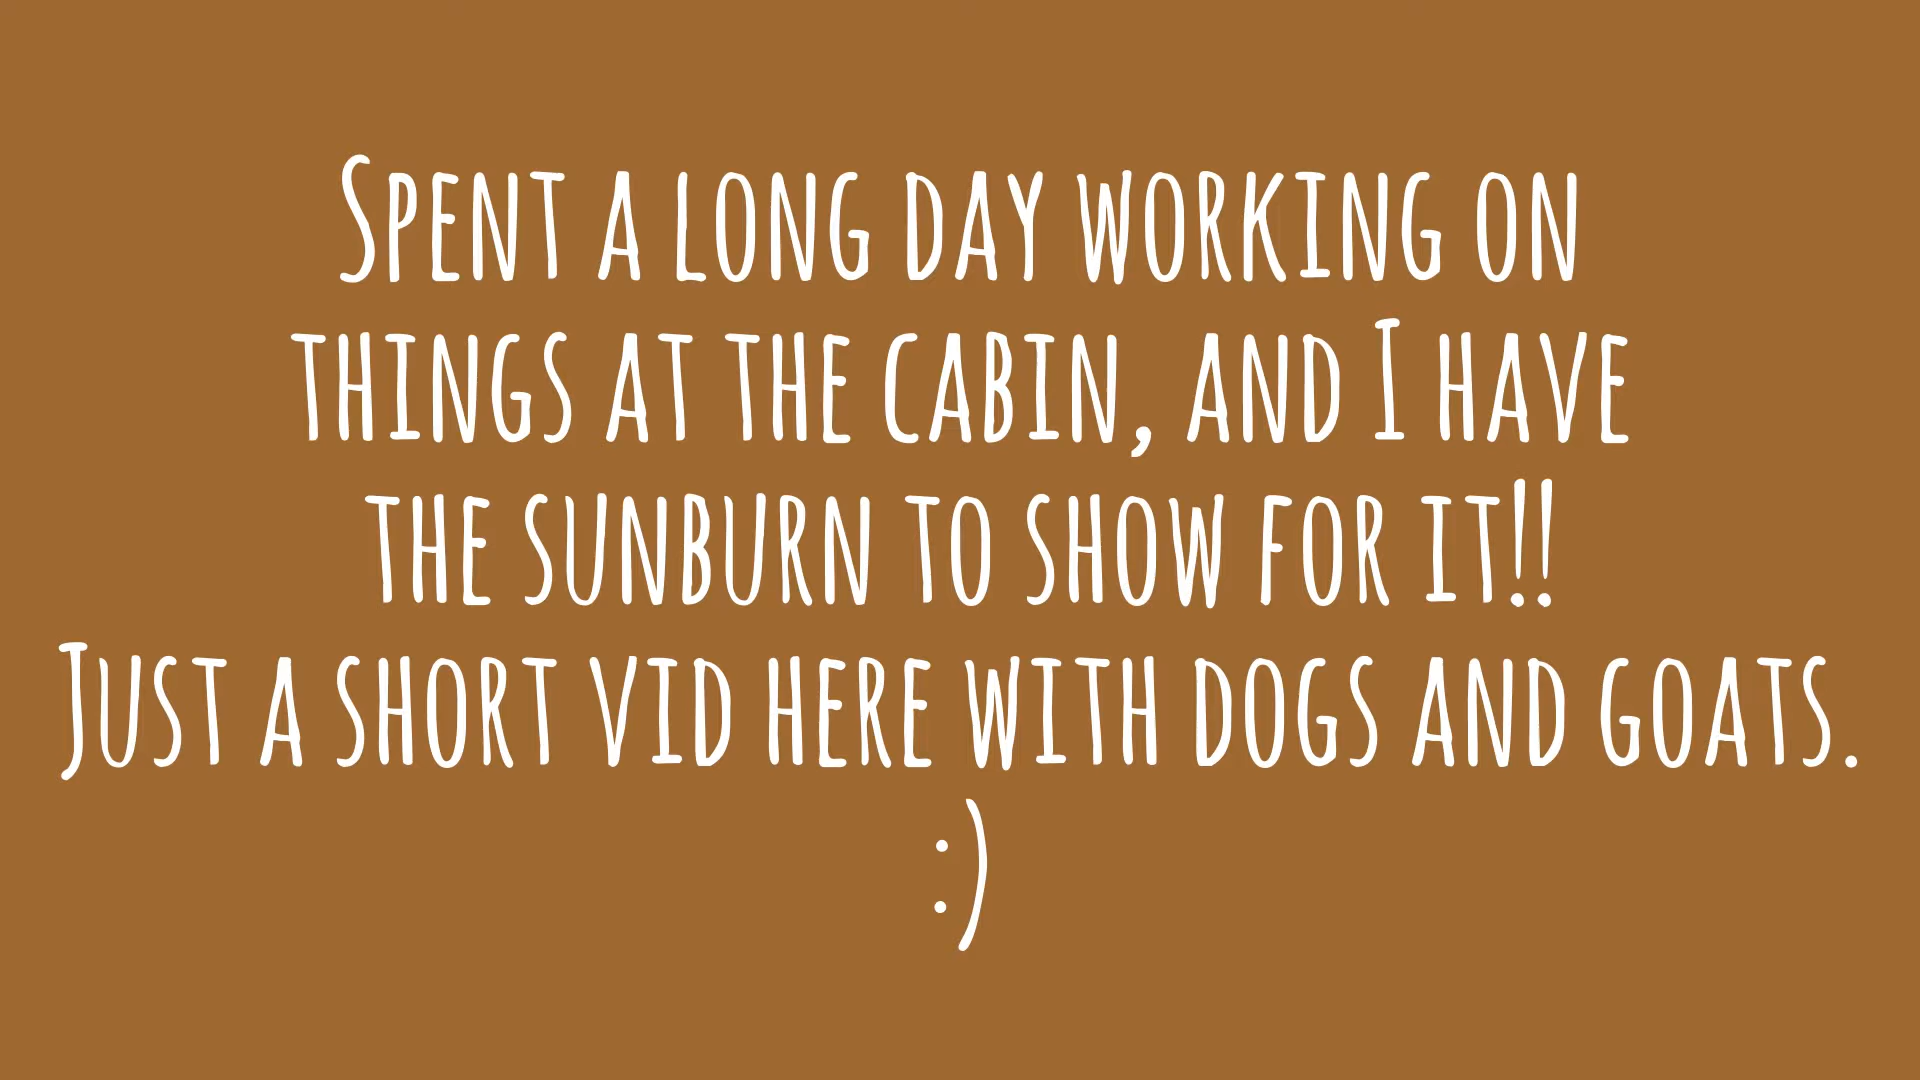 Spent a long day working on
things at the cabin, and I have
the sunburn to show for it!!
Just a short vid here with dogs and goats.
:)